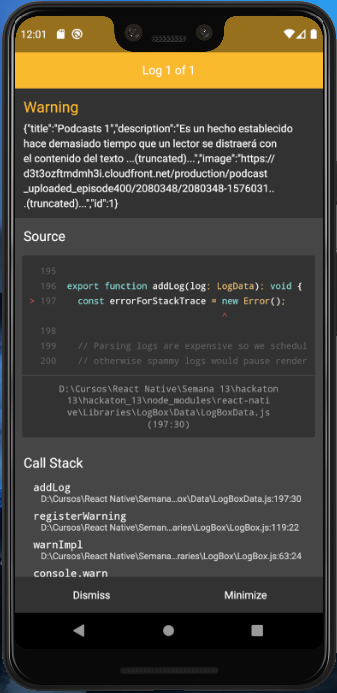 12:01
Log 1 of 1
Warning
{"title":"Podcasts 1","description":"Es un hecho establecido
hace demasiado tiempo que un lector se distraerá con
el contenido del texto ...(truncated)...","image":"https://
d3t3ozftmdmh3i.cloudfront.net/production/podcast
_uploaded_episode400/2080348/2080348-1576031..
.(truncated)...","id":1}
Source
195
196 export function addLog(log: LogData): void {
> 197 const errorForStackTrace = new Error();
^
198
199 // Parsing logs are expensive so we schedul
200 // otherwise spammy logs would pause render
D:\Cursos\React Native\Semana 13\hackaton
13\hackaton_13\node_modules\react-nati
ve\Libraries\LogBox\Data\LogBoxData.js
(197:30)
Call Stack
addLog
D:\Cursos\React Native\Semana...ox\Data\LogBoxData.js:197:30
registerWarning
D:\Cursos\React Native\Seman...aries\LogBox\LogBox.js:119:22
warnImpl
D:\Cursos\React Native\Seman...raries\LogBox\LogBox.js:63:24
console.warn
Dismiss Minimize